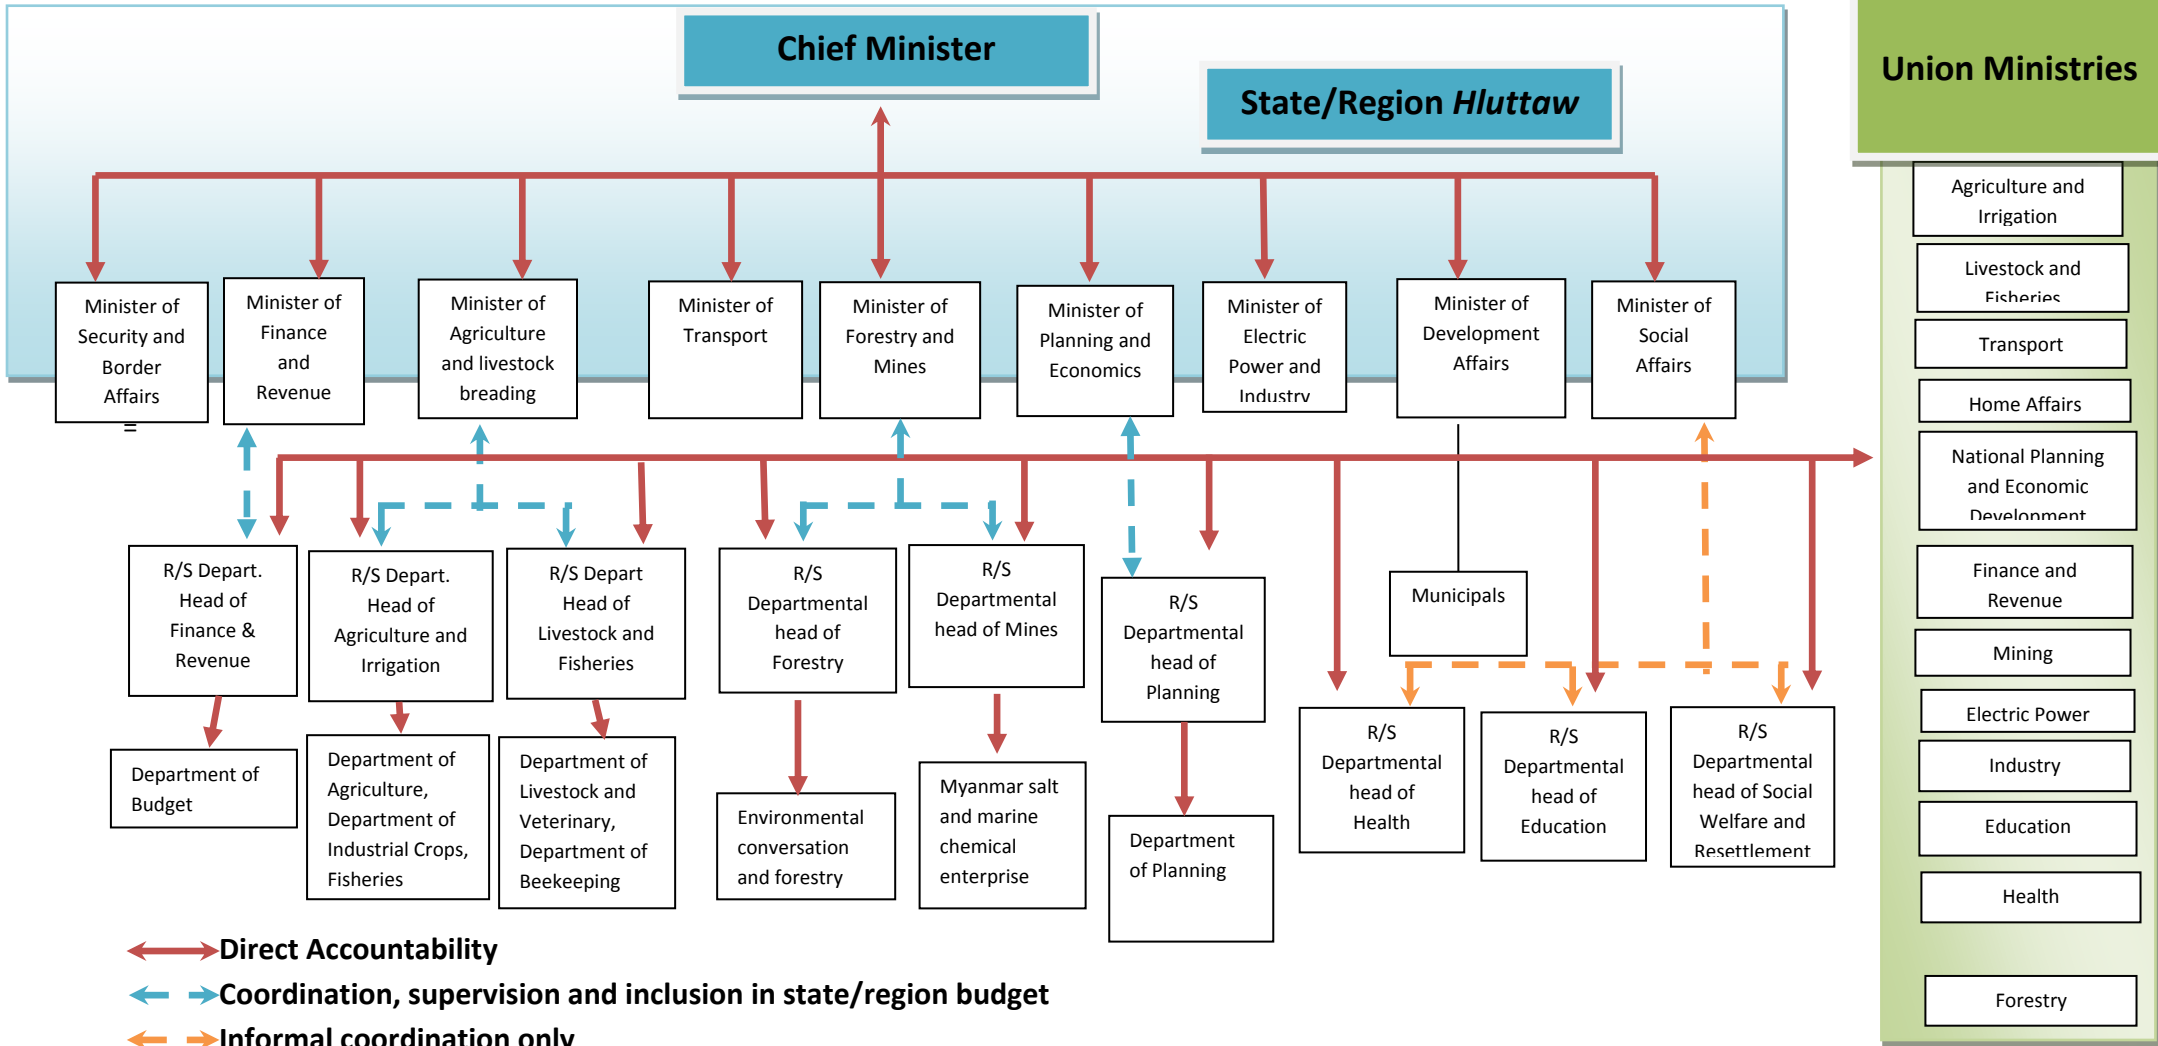 Chief Minister
State/Region Hluttaw
Union Ministries
Minister of
Security and
Border
Affairs
=
Minister of
Finance
and
Revenue
Minister of
Agriculture
and livestock
breading
Minister of
Transport
Minister of
Forestry and
Mines
Minister of
Planning and
Economics
Minister of
Electric
Power and
Industry
Minister of
Development
Affairs
Minister of
Social
Affairs
R/S Depart.
Head of
Finance &
Revenue
R/S Depart.
Head of
Agriculture and
Irrigation
R/S Depart
Head of
Livestock and
Fisheries
R/S
Departmental
head of
Forestry
R/S
Departmental
head of Mines
R/S
Departmental
head of
Planning
Municipals
R/S
Departmental
head of
Health
R/S
Departmental
head of
Education
R/S
Departmental
head of Social
Welfare and
Resettlement
Department of
Budget
Department of
Agriculture,
Department of
Industrial Crops,
Fisheries
Department of
Livestock and
Veterinary,
Department of
Beekeeping
Environmental
conversation
and forestry
Myanmar salt
and marine
chemical
enterprise
Department
of Planning
Agriculture and
Irrigation
Livestock and
Fisheries
Transport
Home Affairs
National Planning
and Economic
Development
Finance and
Revenue
Mining
Electric Power
Industry
Education
Health
Forestry
Direct Accountability
Coordination, supervision and inclusion in state/region budget
Informal coordination only